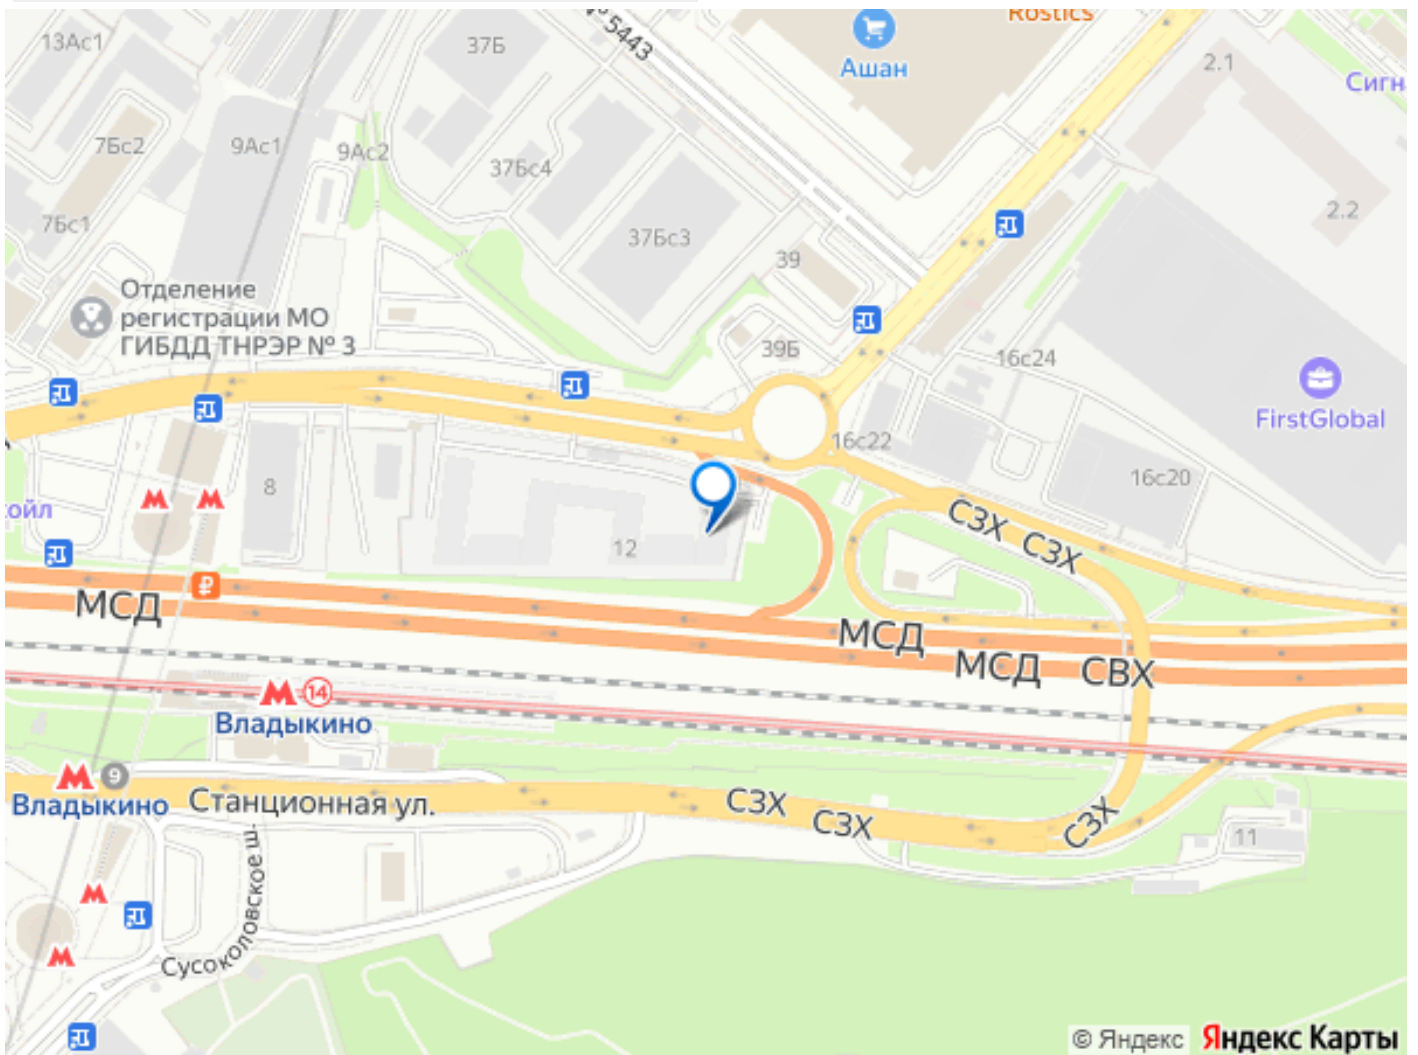 Rostics
№ 5443
13Ас1
37Б
Ашан
2.1
Сигн
7Бс2
9Ас1
9Ас2
37Бс4
7Бс1
37Бс3
2.2
39
Отделение
регистрации МО
ГИБДД ТНРЭР № 3
39Б
16с24
FirstGlobal
16с22
16с20
8
ойл
12
СЗХ
СЗХ
МСД
МСД
МСД
СВХ
14
Владыкино
9
Владыкино
Станционная ул.
СЗХ
СЗХ
СЗХ
11
Сусоколовское ш.
© Яндекс Яндекс Карты